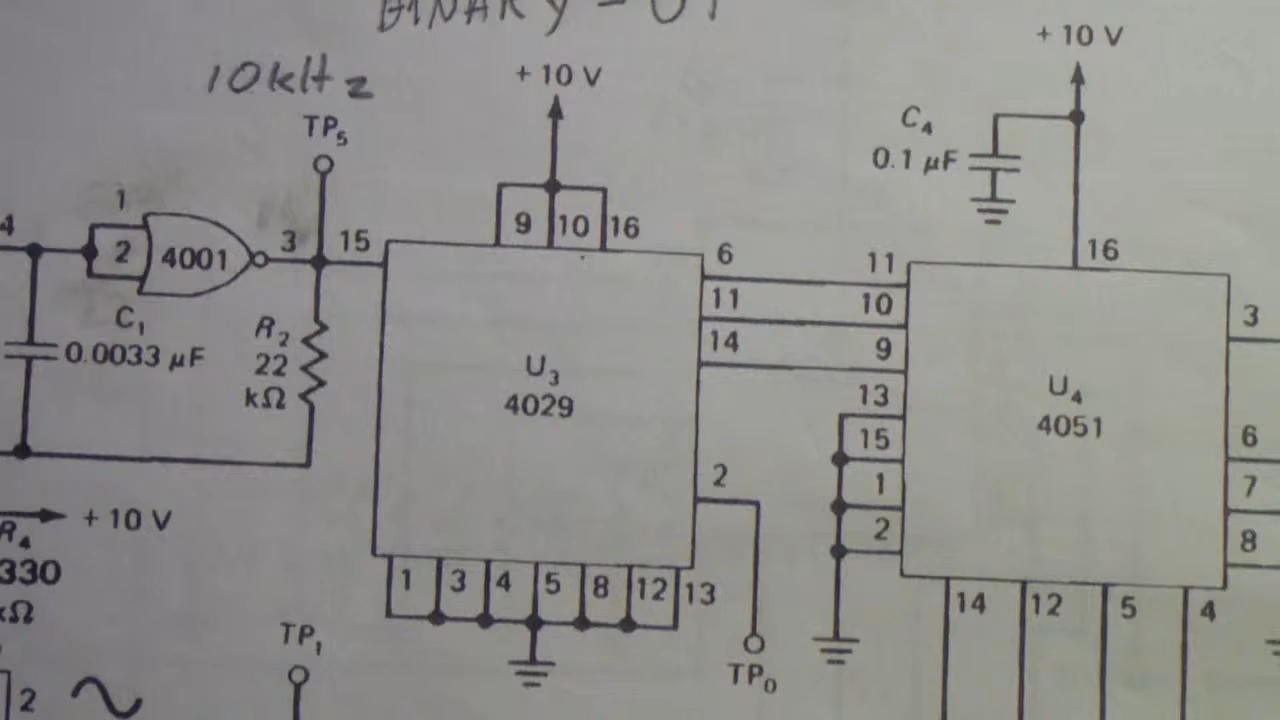 BINARY - U
+ 10 V
10kHz
+ 10 V
TP5
C4
0.1 µF
1
4
2
4001
3
15
9
10
16
16
6
11
11
10
14
9
C1
0.0033 µF
R2
22
kΩ
U3
4029
13
15
1
2
U4
4051
3
6
7
8
2
+ 10 V
R4
330
kΩ
1
3
4
5
8
12
13
14
12
5
4
TP1
TP0
2